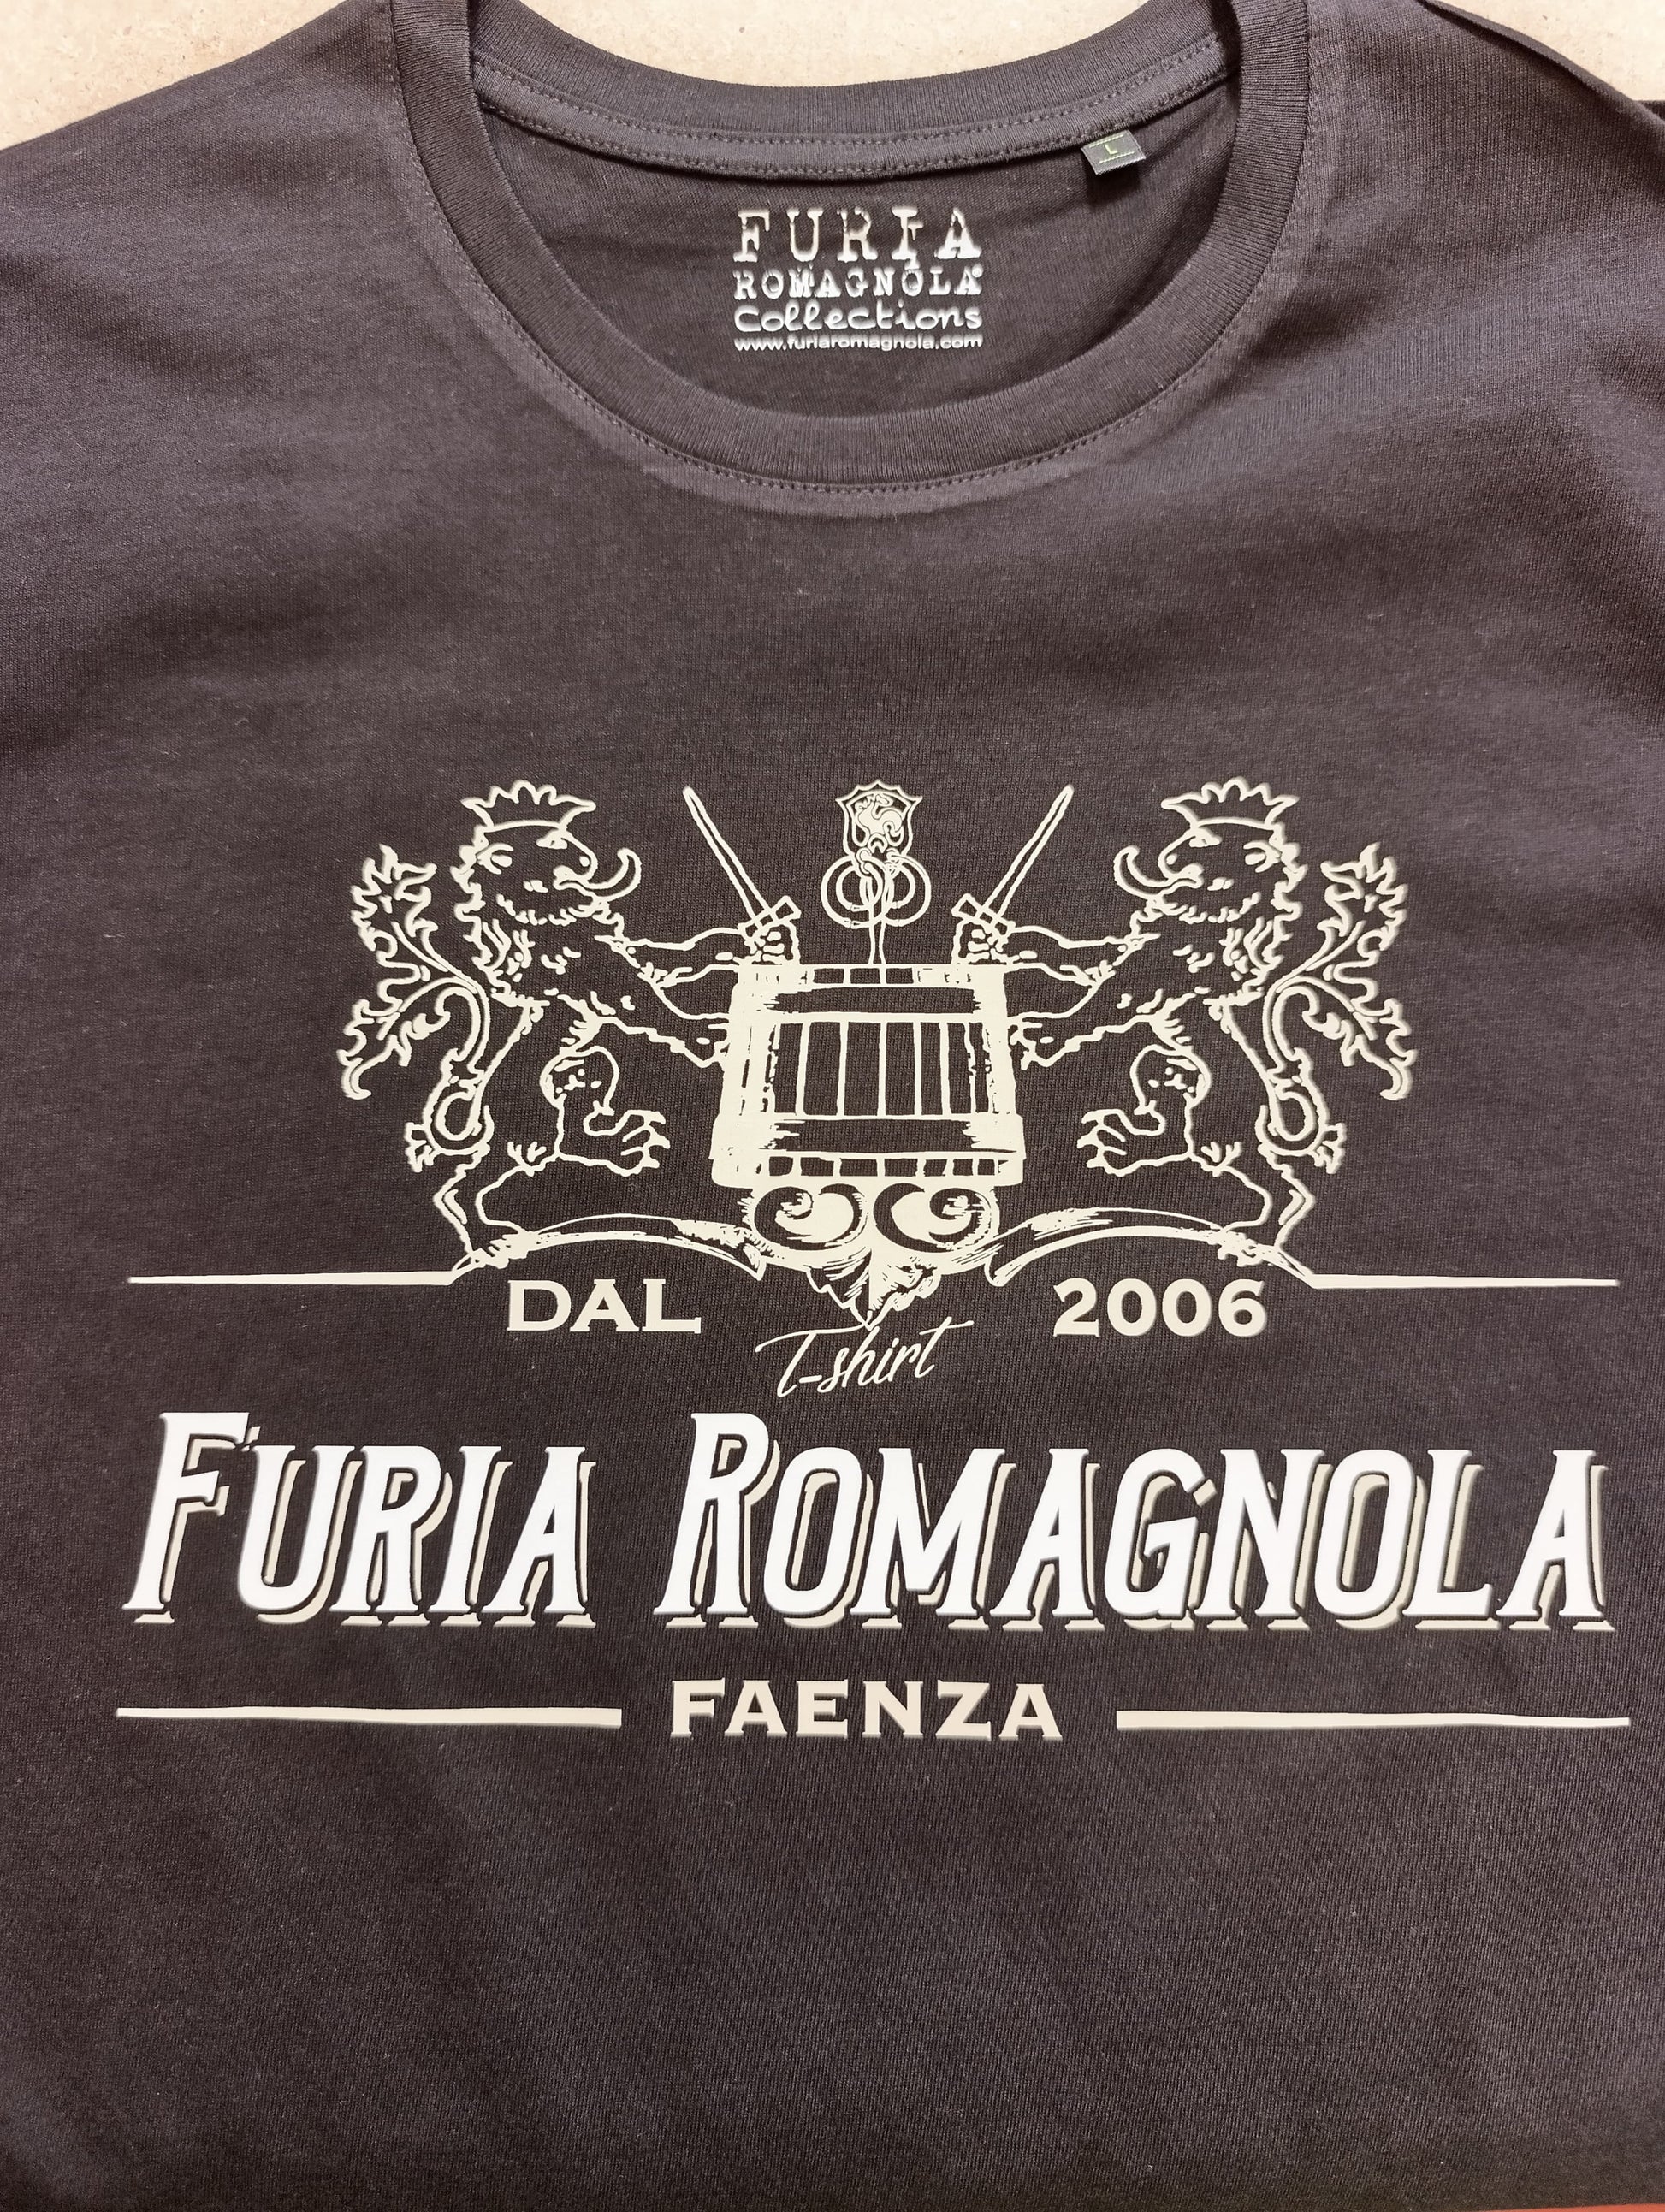 L
FURIA
ROMAGNOLA®
Collections
www.furiaromagnola.com
DAL 2006
T-shirt
FURIA ROMAGNOLA
FAENZA